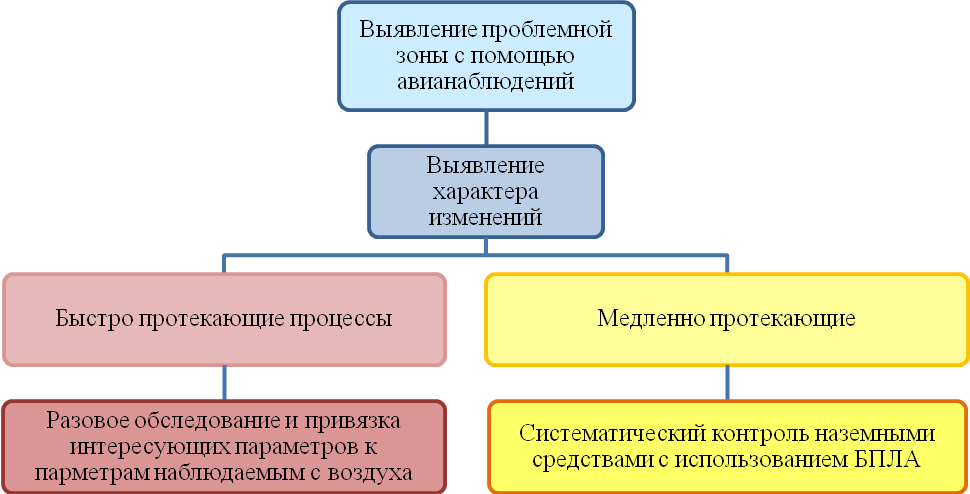 Выявление проблемной
зоны с помощью
авианаблюдений
Выявление
характера
изменений
Быстро протекающие процессы
Медленно протекающие
Разовое обследование и привязка
интересующих параметров к
парметрам наблюдаемым с воздуха
Систематический контроль наземными
средствами с использованием БПЛА